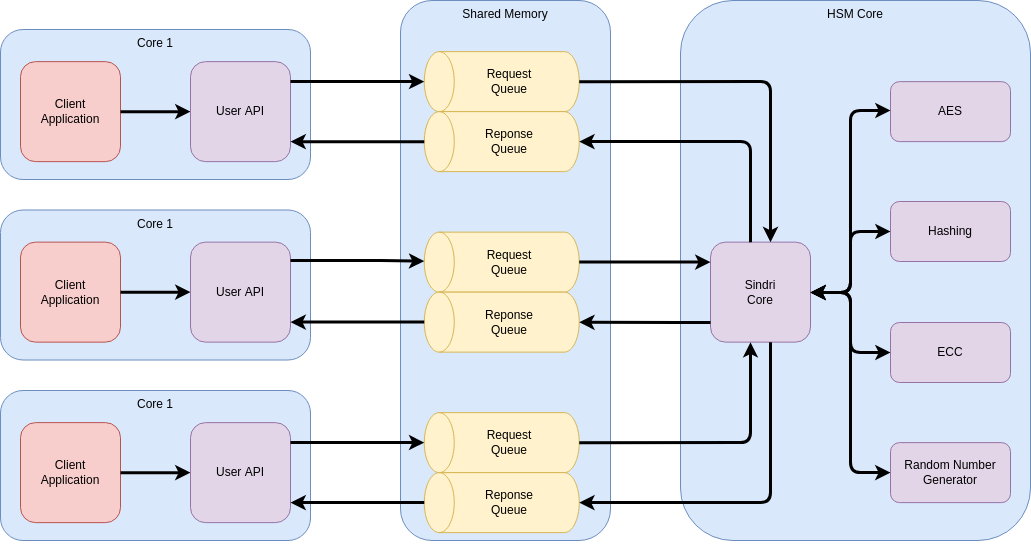 Shared Memory
HSM Core
Core 1
Client
Application
User API
Request
Queue
Reponse
Queue
AES
Core 1
Client
Application
User API
Request
Queue
Reponse
Queue
Sindri
Core
Hashing
ECC
Core 1
Client
Application
User API
Request
Queue
Reponse
Queue
Random Number
Generator